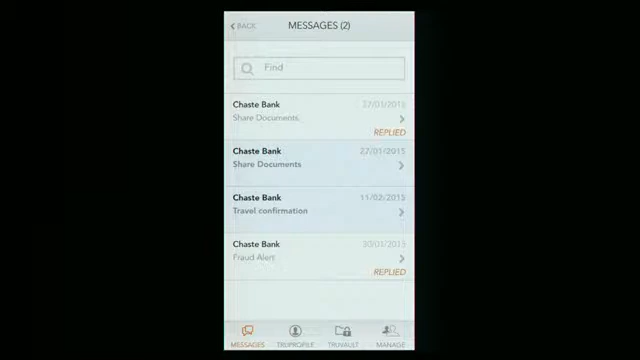 BACK
MESSAGES (2)
Find
Chaste Bank 27/01/2015
Share Documents
REPLIED
Chaste Bank 27/01/2015
Share Documents
Chaste Bank 11/02/2015
Travel confirmation
Chaste Bank 30/01/2015
Fraud Alert
REPLIED
MESSAGES TRUPROFILE TRUVAULT MANAGE